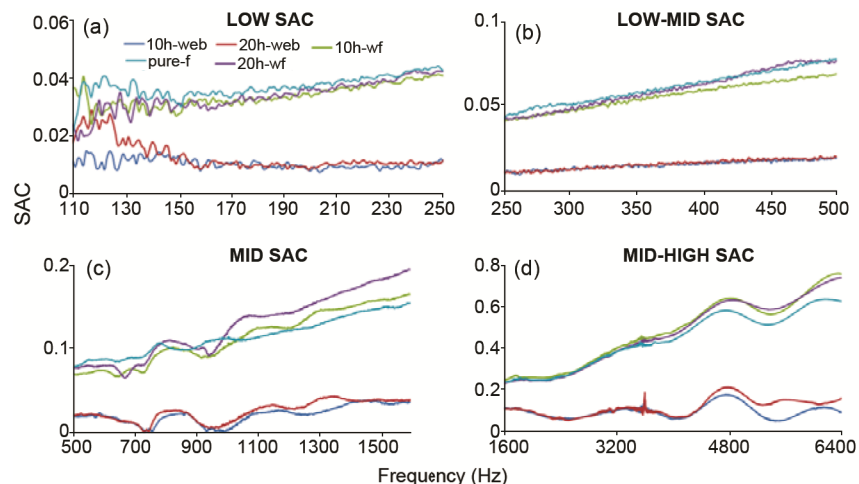 LOW SAC
LOW-MID SAC
0.06
0.04
0.02
0
(a)
10h-web
20h-web
10h-wf
pure-f
20h-wf
110 130 150 170 190 210 230 250
0.1
0.05
0
(b)
250 300 350 400 450 500
SAC
MID SAC
MID-HIGH SAC
0.2
0.1
0
(c)
500 700 900 1100 1300 1500
0.8
0.6
0.4
0.2
0
(d)
1600 3200 4800 6400
Frequency (Hz)